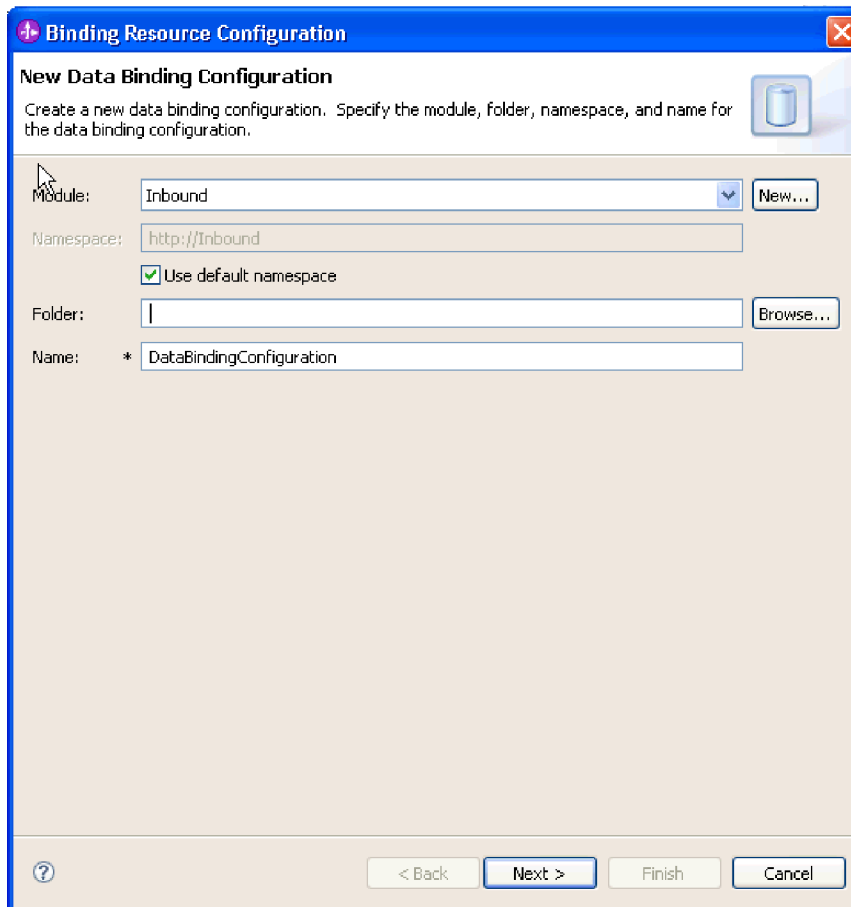 Binding Resource Configuration
New Data Binding Configuration
Create a new data binding configuration. Specify the module, folder, namespace, and name for
the data binding configuration.
Module: Inbound New...
Namespace: http://Inbound
Use default namespace
Folder: Browse...
Name: * DataBindingConfiguration
? < Back Next > Finish Cancel